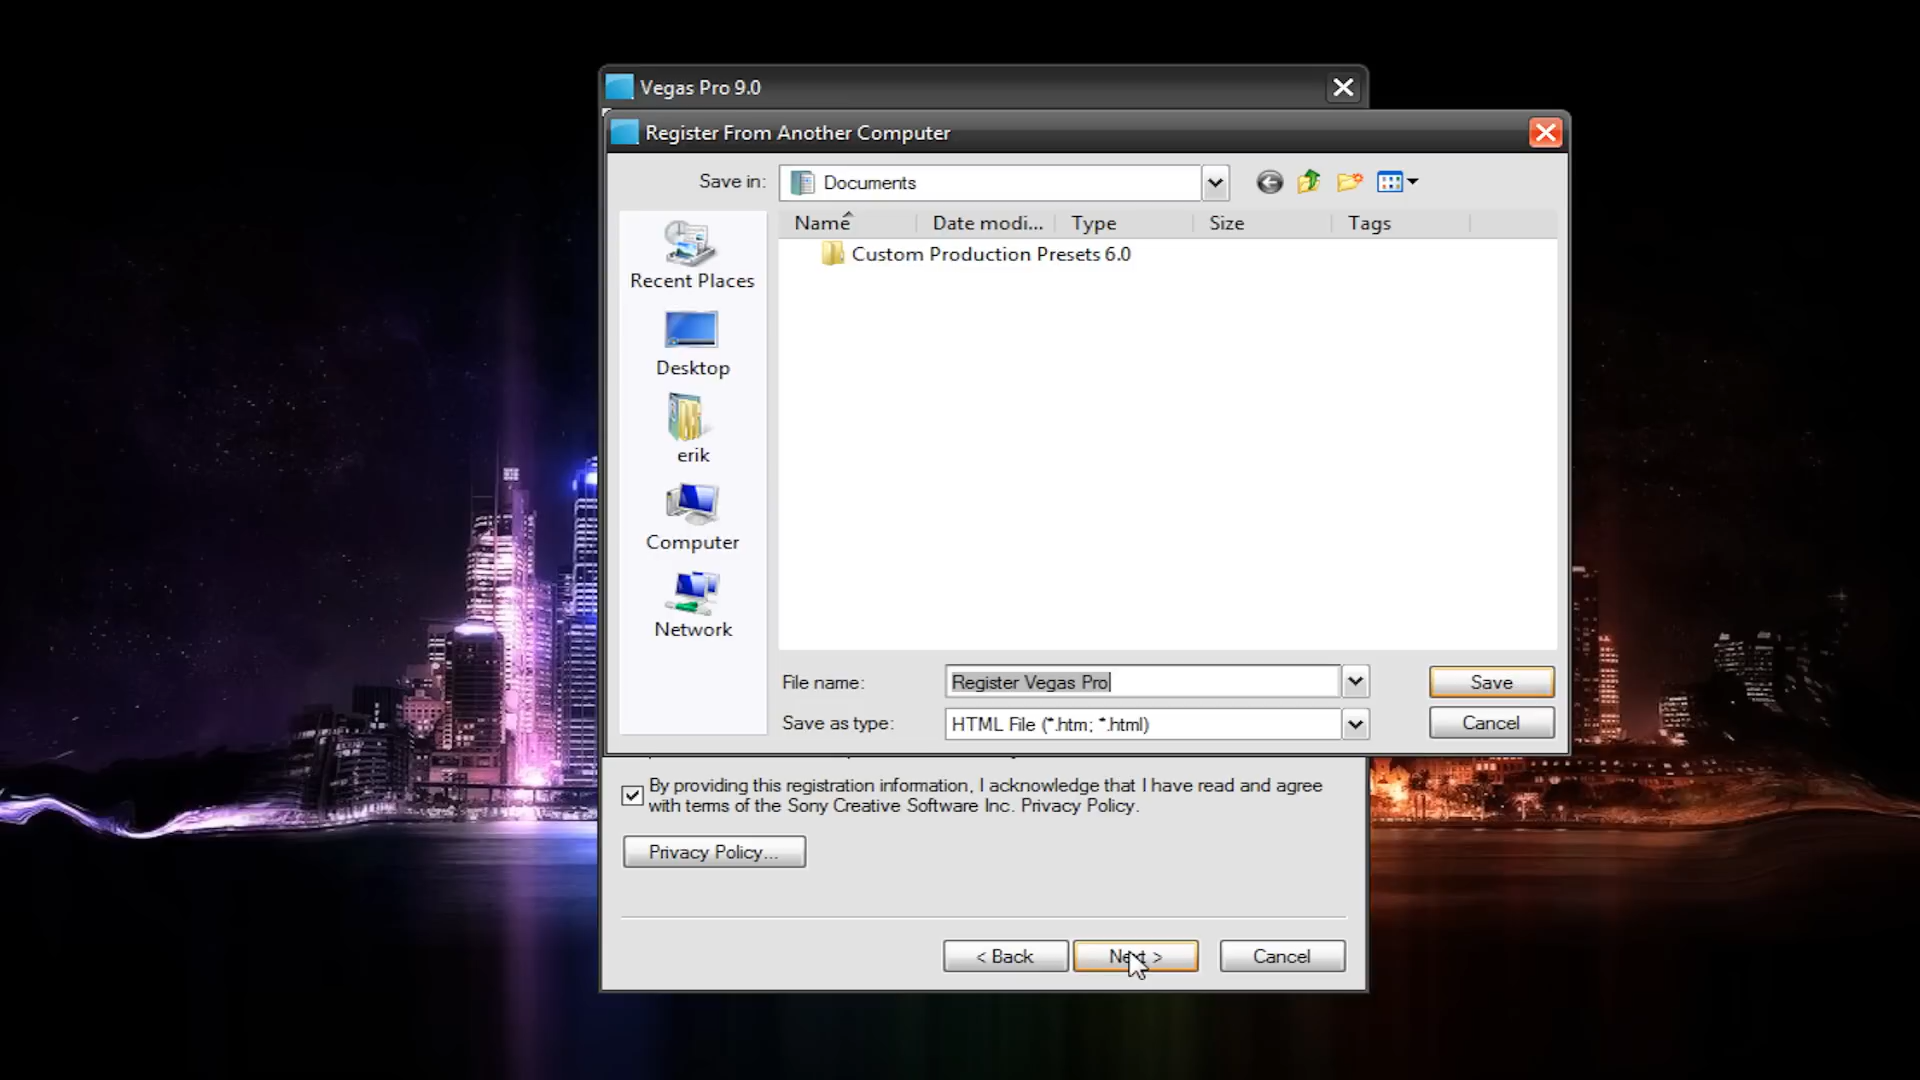 Vegas Pro 9.0
Register From Another Computer
Save in:
Documents
Name
Date modi...
Type
Size
Tags
Custom Production Presets 6.0
Recent Places
Desktop
erik
Computer
Network
File name:
Register Vegas Pro
Save
Save as type:
HTML File (*.htm; *.html)
Cancel
By providing this registration information, I acknowledge that I have read and agree
with terms of the Sony Creative Software Inc. Privacy Policy.
Privacy Policy...
< Back
Next >
Cancel